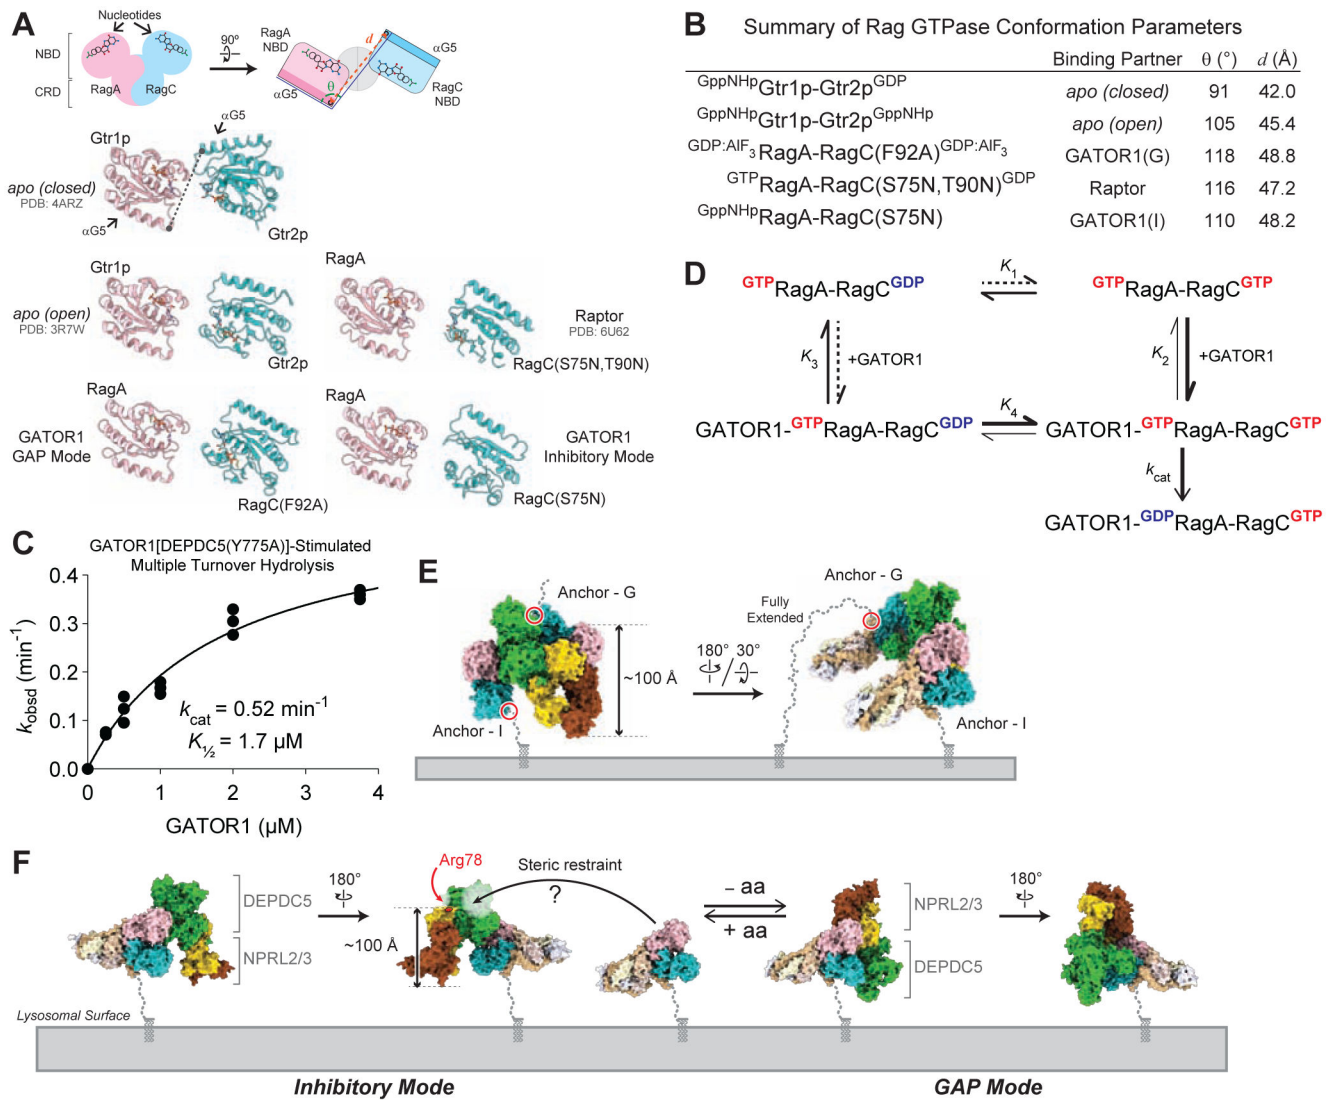 A
Nucleotides
NBD
CRD
RagA
RagC
90°
RagA
NBD
d
αG5
θ
αG5
RagC
NBD
Gtr1p
αG5
apo (closed)
PDB: 4ARZ
αG5
Gtr2p
Gtr1p
RagA
apo (open)
PDB: 3R7W
Raptor
PDB: 6U62
Gtr2p
RagC(S75N,T90N)
RagA
RagA
GATOR1
GAP Mode
GATOR1
Inhibitory Mode
RagC(F92A)
RagC(S75N)
B Summary of Rag GTPase Conformation Parameters
Binding Partner θ (°) d (Å)
GppNHpGtr1p-Gtr2pGDP apo (closed) 91 42.0
GppNHpGtr1p-Gtr2pGppNHp apo (open) 105 45.4
GDP:AlF3RagA-RagC(F92A)GDP:AlF3 GATOR1(G) 118 48.8
GTPRagA-RagC(S75N,T90N)GDP Raptor 116 47.2
GppNHpRagA-RagC(S75N) GATOR1(I) 110 48.2
C
GATOR1[DEPDC5(Y775A)]-Stimulated
Multiple Turnover Hydrolysis
kobsd (min-1)
0.4
0.3
0.2
0.1
0.0
kcat = 0.52 min-1
K½ = 1.7 µM
0 1 2 3 4
GATOR1 (µM)
D
GTPRagA-RagCGDP K1 GTPRagA-RagCGTP
K3 +GATOR1 K2 +GATOR1
GATOR1-GTPRagA-RagCGDP K4 GATOR1-GTPRagA-RagCGTP
kcat
GATOR1-GDPRagA-RagCGTP
E
Anchor - G
~100 Å
Anchor - I
180° 30°
Anchor - G
Fully
Extended
Anchor - I
F
DEPDC5
NPRL2/3
180°
Arg78
~100 Å
Steric restraint
?
– aa
+ aa
NPRL2/3
DEPDC5
180°
Lysosomal Surface
Inhibitory Mode
GAP Mode